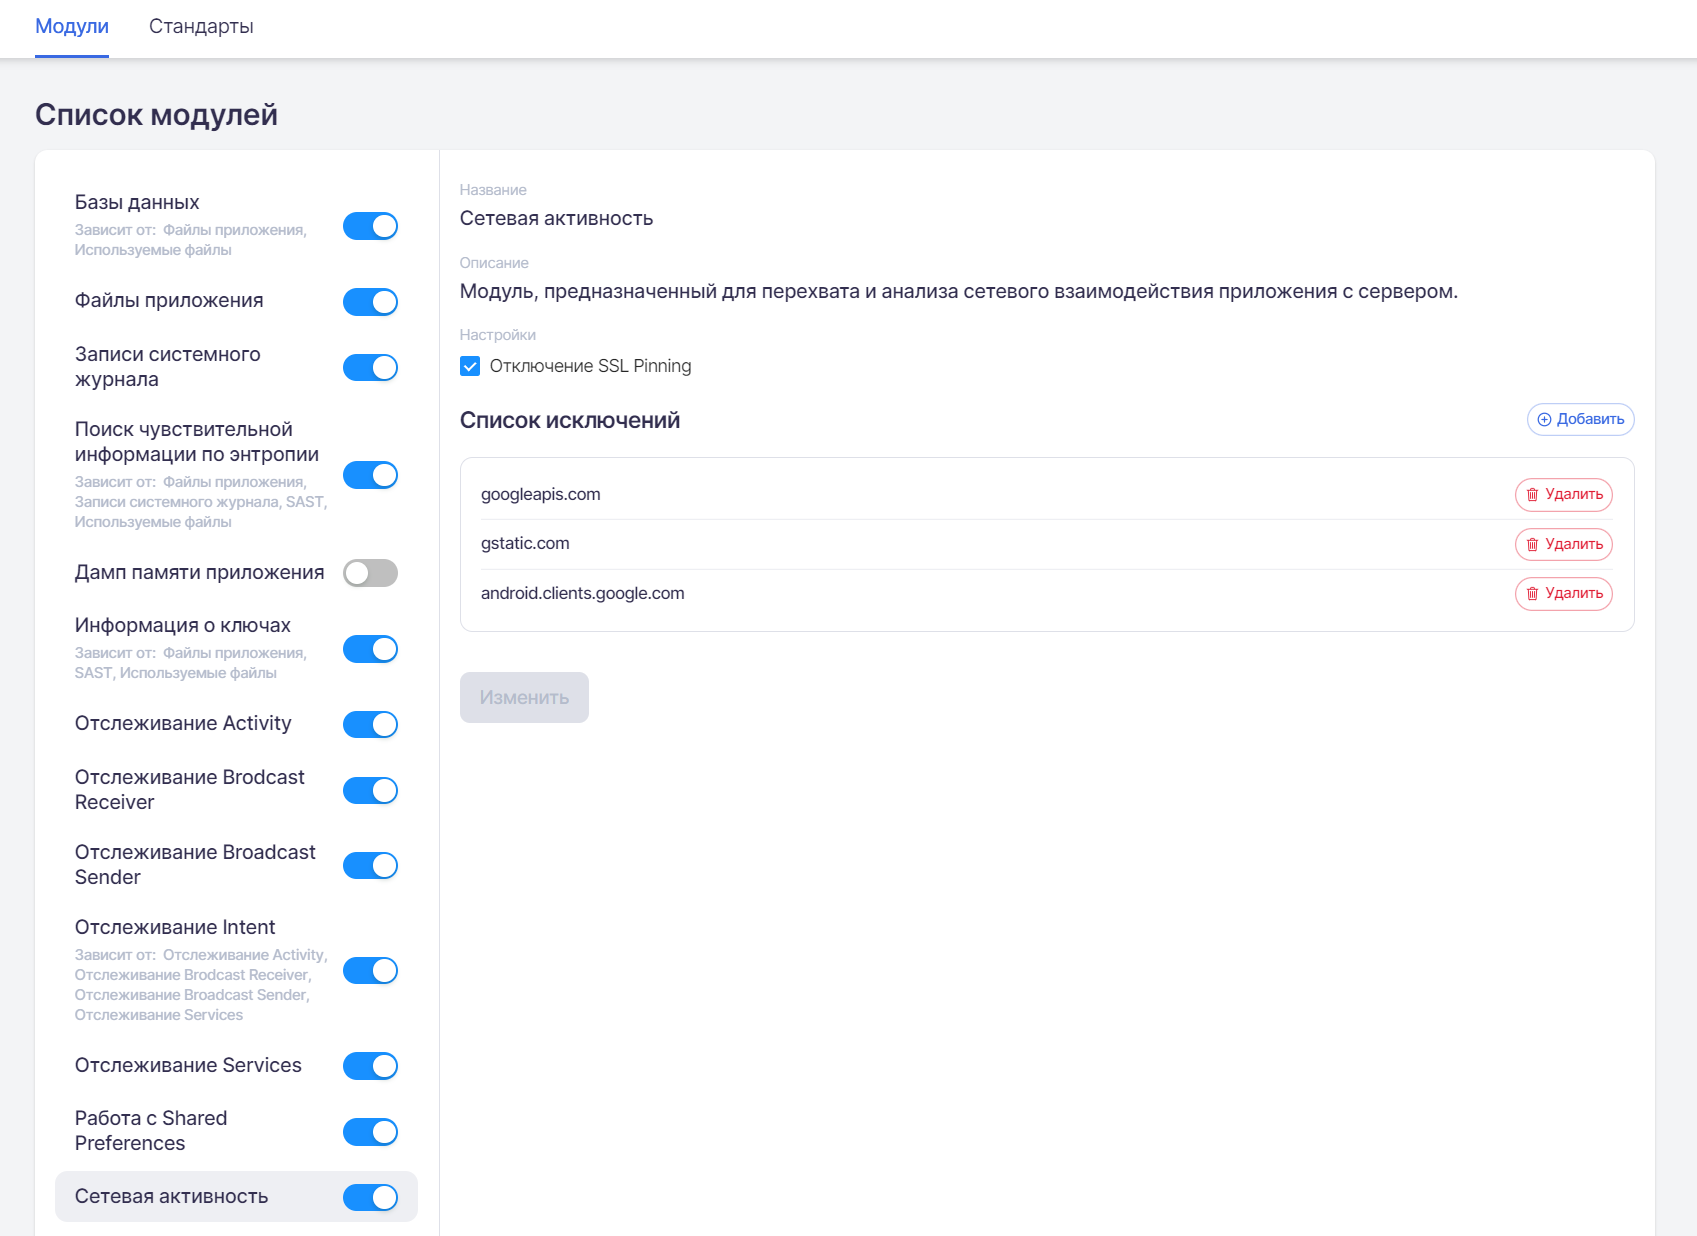 Модули
Стандарты
Список модулей
Базы данных
Зависит от: Файлы приложения,
Используемые файлы
Файлы приложения
Записи системного
журнала
Поиск чувствительной
информации по энтропии
Зависит от: Файлы приложения,
Записи системного журнала, SAST,
Используемые файлы
Дамп памяти приложения
Информация о ключах
Зависит от: Файлы приложения,
SAST, Используемые файлы
Отслеживание Activity
Отслеживание Brodcast
Receiver
Отслеживание Broadcast
Sender
Отслеживание Intent
Зависит от: Отслеживание Activity,
Отслеживание Brodcast Receiver,
Отслеживание Broadcast Sender,
Отслеживание Services
Отслеживание Services
Работа с Shared
Preferences
Сетевая активность
Название
Сетевая активность
Описание
Модуль, предназначенный для перехвата и анализа сетевого взаимодействия приложения с сервером.
Настройки
Отключение SSL Pinning
Список исключений
Добавить
googleapis.com
Удалить
gstatic.com
Удалить
android.clients.google.com
Удалить
Изменить